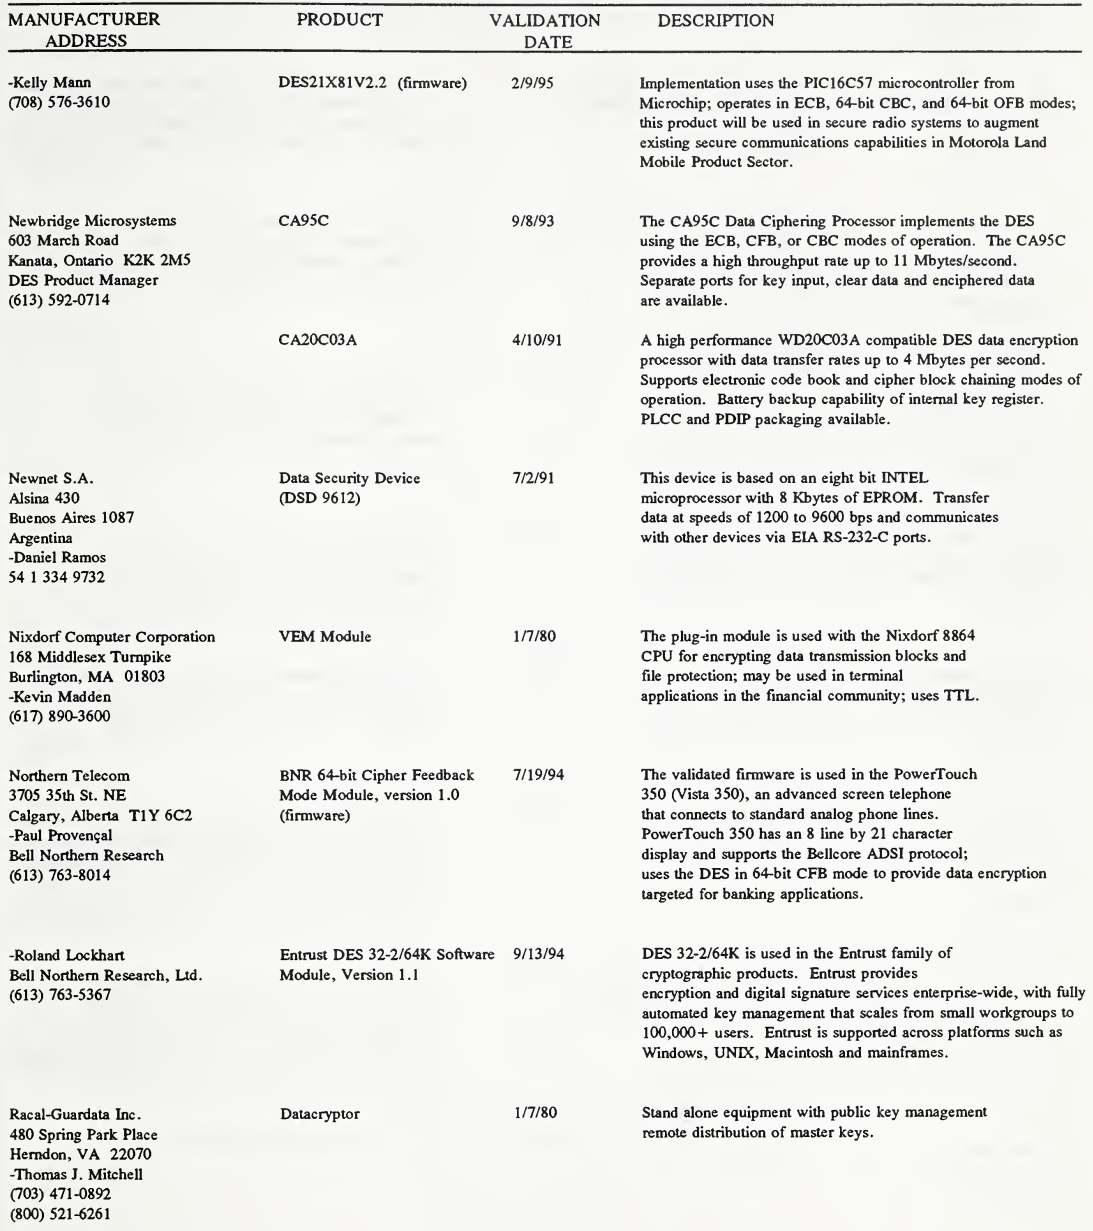 MANUFACTURER ADDRESS PRODUCT VALIDATION DATE DESCRIPTION
-Kelly Mann
(708) 576-3610
DES21X81V2.2 (firmware)
2/9/95
Implementation uses the PIC16C57 microcontroller from
Microchip; operates in ECB, 64-bit CBC, and 64-bit OFB modes;
this product will be used in secure radio systems to augment
existing secure communications capabilities in Motorola Land
Mobile Product Sector.
Newbridge Microsystems
603 March Road
Kanata, Ontario K2K 2M5
DES Product Manager
(613) 592-0714
CA95C
9/8/93
The CA95C Data Ciphering Processor implements the DES
using the ECB, CFB, or CBC modes of operation. The CA95C
provides a high throughput rate up to 11 Mbytes/second.
Separate ports for key input, clear data and enciphered data
are available.
CA20C03A
4/10/91
A high performance WD20C03A compatible DES data encryption
processor with data transfer rates up to 4 Mbytes per second.
Supports electronic code book and cipher block chaining modes of
operation. Battery backup capability of internal key register.
PLCC and PDIP packaging available.
Newnet S.A.
Alsina 430
Buenos Aires 1087
Argentina
-Daniel Ramos
54 1 334 9732
Data Security Device
(DSD 9612)
7/2/91
This device is based on an eight bit INTEL
microprocessor with 8 Kbytes of EPROM. Transfer
data at speeds of 1200 to 9600 bps and communicates
with other devices via EIA RS-232-C ports.
Nixdorf Computer Corporation
168 Middlesex Turnpike
Burlington, MA 01803
-Kevin Madden
(617) 890-3600
VEM Module
1/7/80
The plug-in module is used with the Nixdorf 8864
CPU for encrypting data transmission blocks and
file protection; may be used in terminal
applications in the financial community; uses TTL.
Northern Telecom
3705 35th St. NE
Calgary, Alberta T1Y 6C2
-Paul Provençal
Bell Northern Research
(613) 763-8014
BNR 64-bit Cipher Feedback
Mode Module, version 1.0
(firmware)
7/19/94
The validated firmware is used in the PowerTouch
350 (Vista 350), an advanced screen telephone
that connects to standard analog phone lines.
PowerTouch 350 has an 8 line by 21 character
display and supports the Bellcore ADSI protocol;
uses the DES in 64-bit CFB mode to provide data encryption
targeted for banking applications.
-Roland Lockhart
Bell Northern Research, Ltd.
(613) 763-5367
Entrust DES 32-2/64K Software
Module, Version 1.1
9/13/94
DES 32-2/64K is used in the Entrust family of
cryptographic products. Entrust provides
encryption and digital signature services enterprise-wide, with fully
automated key management that scales from small workgroups to
100,000+ users. Entrust is supported across platforms such as
Windows, UNIX, Macintosh and mainframes.
Racal-Guardata Inc.
480 Spring Park Place
Herndon, VA 22070
-Thomas J. Mitchell
(703) 471-0892
(800) 521-6261
Datacryptor
1/7/80
Stand alone equipment with public key management
remote distribution of master keys.